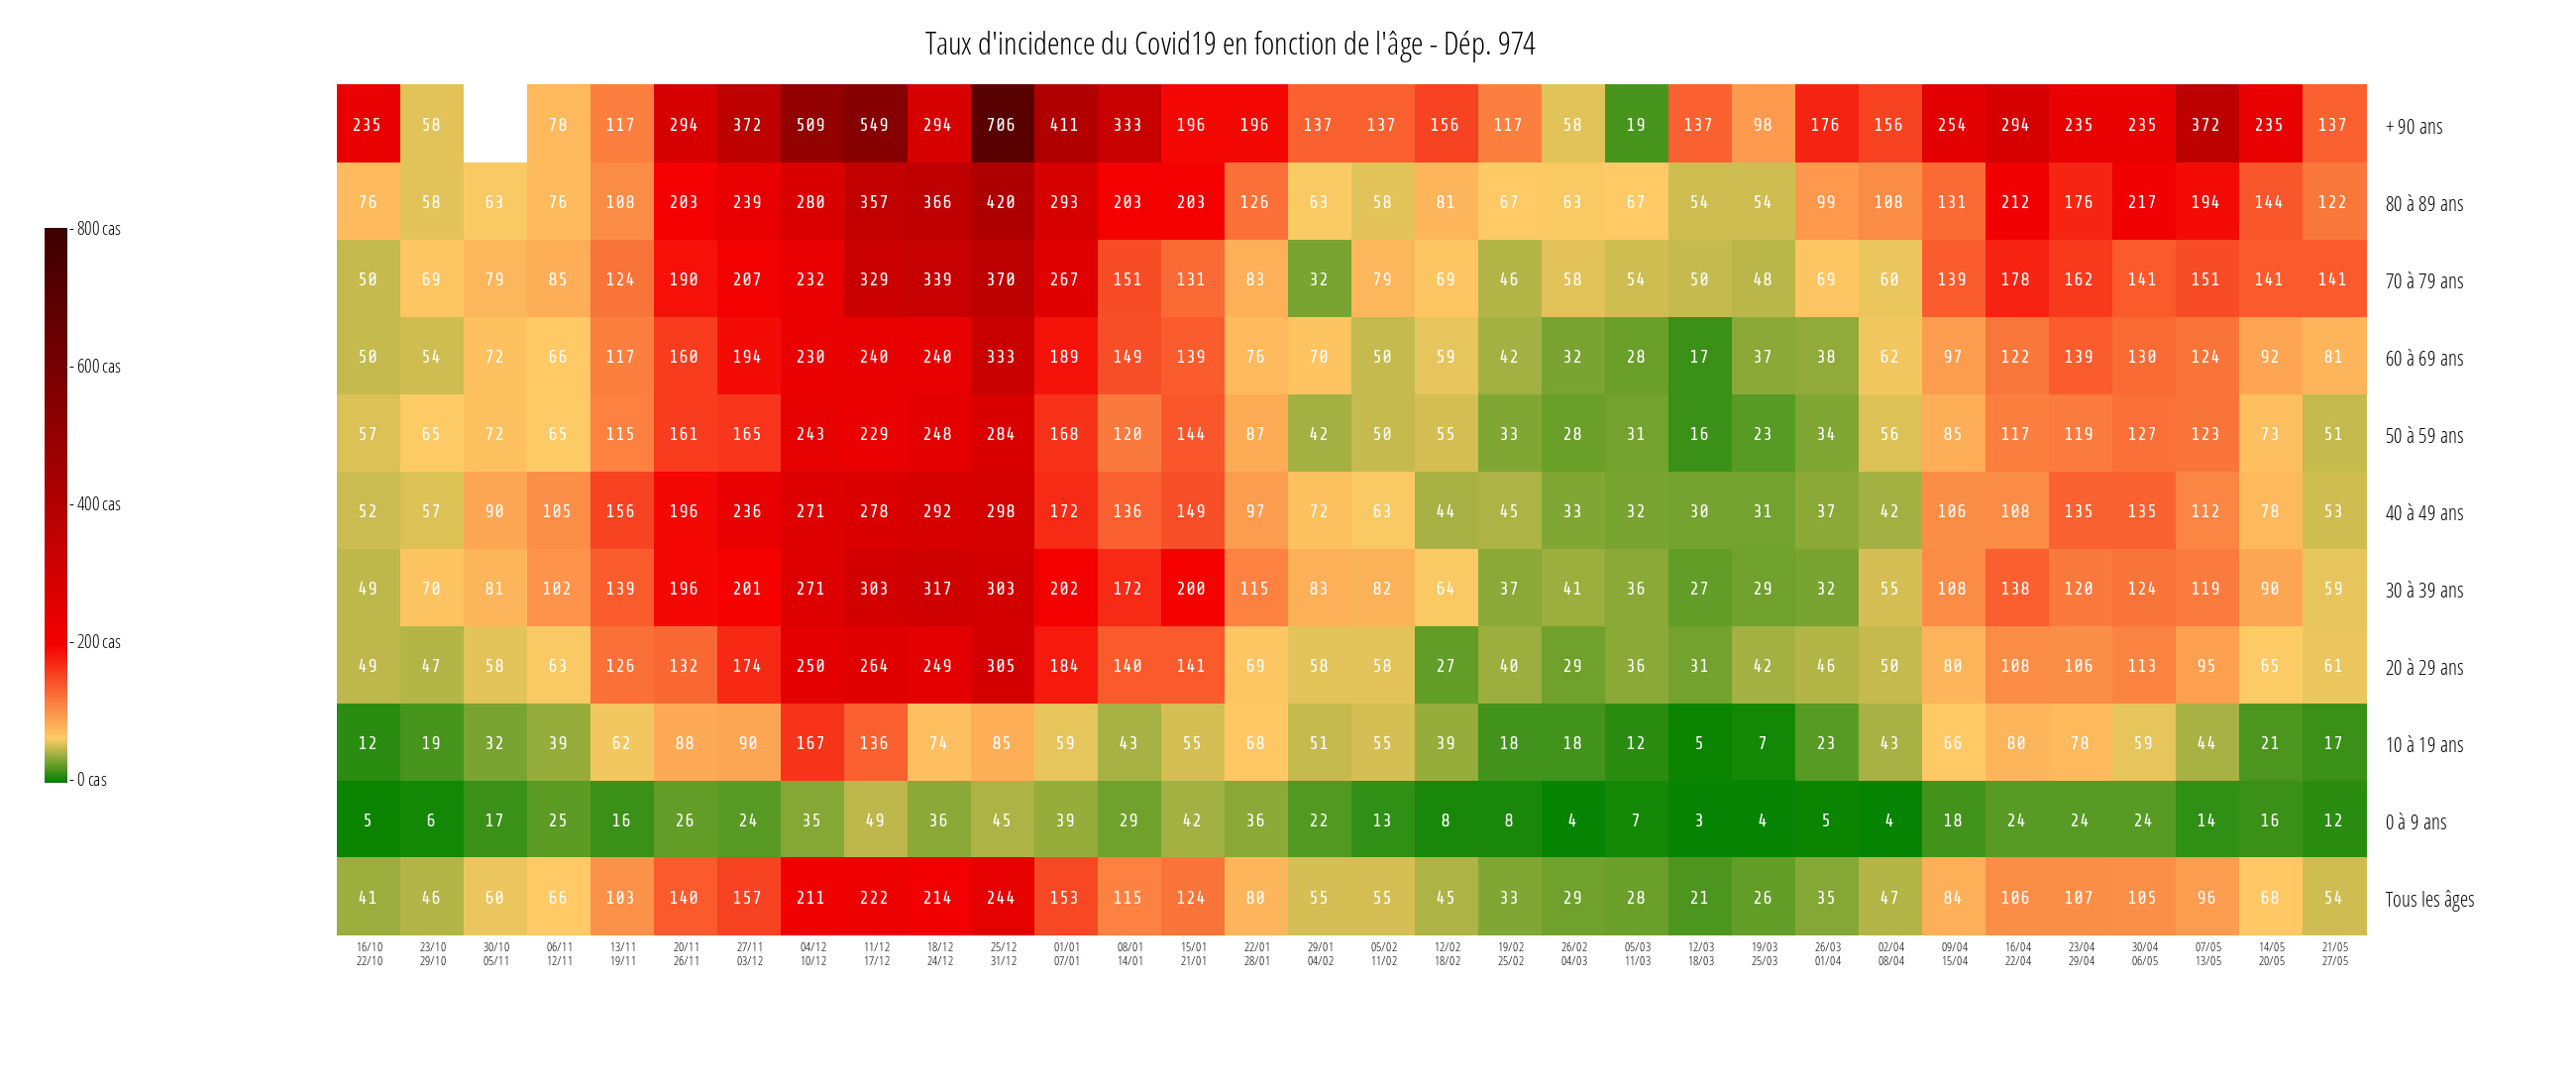 Taux d'incidence du Covid19 en fonction de l'âge - Dép. 974
- 800 cas
- 600 cas
- 400 cas
- 200 cas
- 0 cas
235 58 78 117 294 372 509 549 294 706 411 333 196 196 137 137 156 117 58 19 137 98 176 156 254 294 235 235 372 235 137 + 90 ans
76 58 63 76 108 203 239 280 357 366 420 293 203 203 126 63 58 81 67 63 67 54 54 99 108 131 212 176 217 194 144 122 80 à 89 ans
50 69 79 85 124 190 207 232 329 339 370 267 151 131 83 32 79 69 46 58 54 50 48 69 60 139 178 162 141 151 141 141 70 à 79 ans
50 54 72 66 117 160 194 230 240 240 333 189 149 139 76 70 50 59 42 32 28 17 37 38 62 97 122 139 130 124 92 81 60 à 69 ans
57 65 72 65 115 161 165 243 229 248 284 168 120 144 87 42 50 55 33 28 31 16 23 34 56 85 117 119 127 123 73 51 50 à 59 ans
52 57 90 105 156 196 236 271 278 292 298 172 136 149 97 72 63 44 45 33 32 30 31 37 42 106 108 135 135 112 78 53 40 à 49 ans
49 70 81 102 139 196 201 271 303 317 303 202 172 200 115 83 82 64 37 41 36 27 29 32 55 108 138 120 124 119 90 59 30 à 39 ans
49 47 58 63 126 132 174 250 264 249 305 184 140 141 69 58 58 27 40 29 36 31 42 46 50 80 108 106 113 95 65 61 20 à 29 ans
12 19 32 39 62 88 90 167 136 74 85 59 43 55 68 51 55 39 18 18 12 5 7 23 43 66 80 78 59 44 21 17 10 à 19 ans
5 6 17 25 16 26 24 35 49 36 45 39 29 42 36 22 13 8 8 4 7 3 4 5 4 18 24 24 24 14 16 12 0 à 9 ans
41 46 60 66 103 140 157 211 222 214 244 153 115 124 80 55 55 45 33 29 28 21 26 35 47 84 106 107 105 96 68 54 Tous les âges
16/10 23/10 30/10 06/11 13/11 20/11 27/11 04/12 11/12 18/12 25/12 01/01 08/01 15/01 22/01 29/01 05/02 12/02 19/02 26/02 05/03 12/03 19/03 26/03 02/04 09/04 16/04 23/04 30/04 07/05 14/05 21/05
22/10 29/10 05/11 12/11 19/11 26/11 03/12 10/12 17/12 24/12 31/12 07/01 14/01 21/01 28/01 04/02 11/02 18/02 25/02 04/03 11/03 18/03 25/03 01/04 08/04 15/04 22/04 29/04 06/05 13/05 20/05 27/05